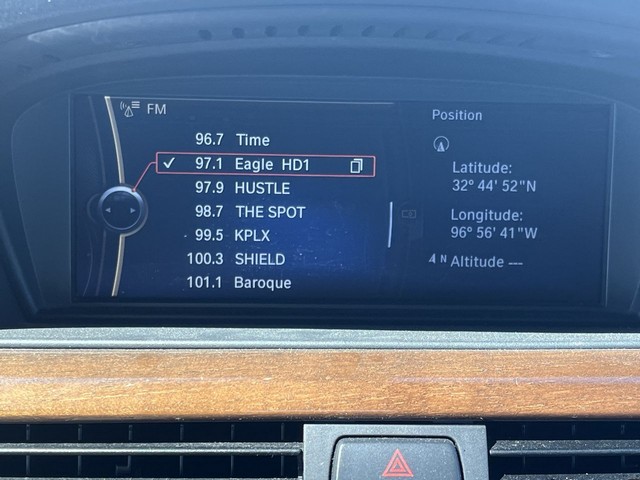 FM
96.7 Time
97.1 Eagle HD1
97.9 HUSTLE
98.7 THE SPOT
99.5 KPLX
100.3 SHIELD
101.1 Baroque
Position
Latitude:
32° 44' 52"N
Longitude:
96° 56' 41"W
N Altitude ---